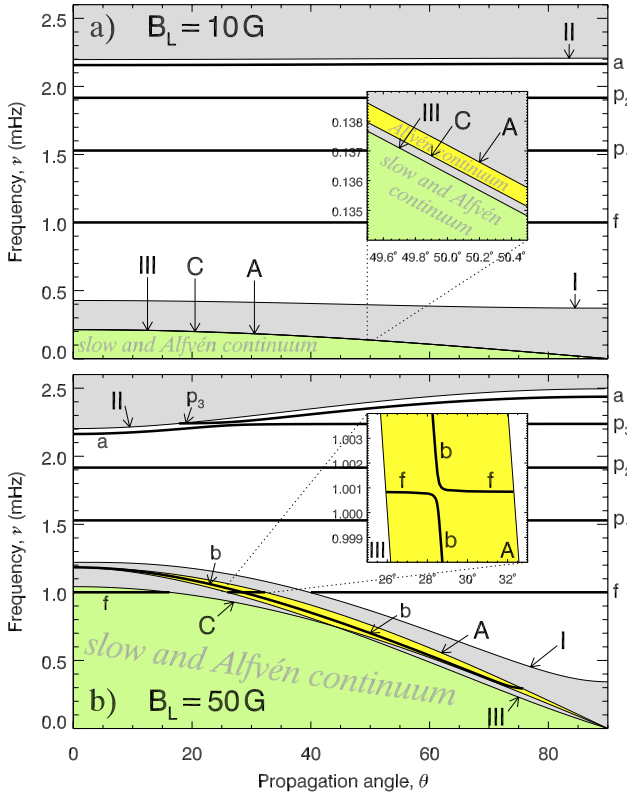 2.5
a) B_L = 10 G
II
a
2.0
p₂
III
C
A
0.138
Alfvén continuum
1.5
0.137
p
slow and Alfvén
continuum
0.136
0.135
Frequency, ν (mHz)
1.0
f
49.6° 49.8° 50.0° 50.2° 50.4°
III
C
A
I
0.5
slow and Alfvén continuum
0.0
2.5
II
p₃
a
a
p₃
2.0
1.003
b
1.002
p₂
f
f
1.001
1.000
1.5
b
p
0.999
III
A
26° 28° 30° 32°
Frequency, ν (mHz)
b
1.0
f
f
C
b
A
I
slow and Alfvén continuum
0.5
b) B_L = 50 G
III
0.0
0 20 40 60 80
Propagation angle, θ